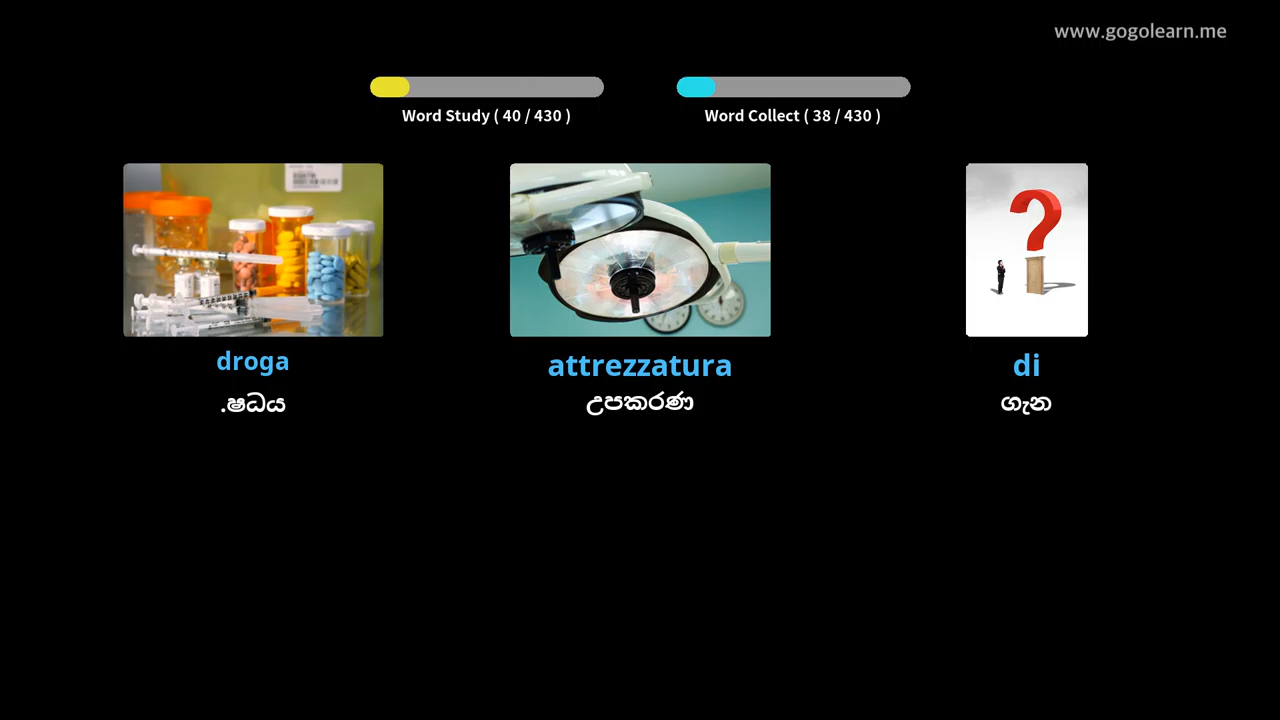 www.gogolearn.me
Word Study ( 40 / 430 )
Word Collect ( 38 / 430 )
droga
attrezzatura
di
.ෂධය
උපකරණ
ගැන